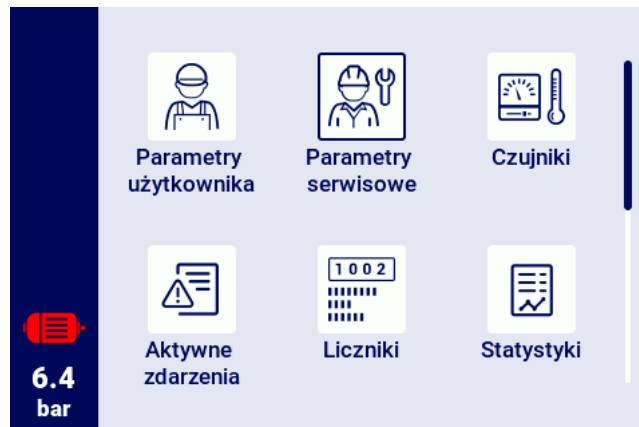 Parametry
użytkownika
Parametry
serwisowe
Czujniki
1002
Aktywne
zdarzenia
Liczniki
Statystyki
6.4
bar